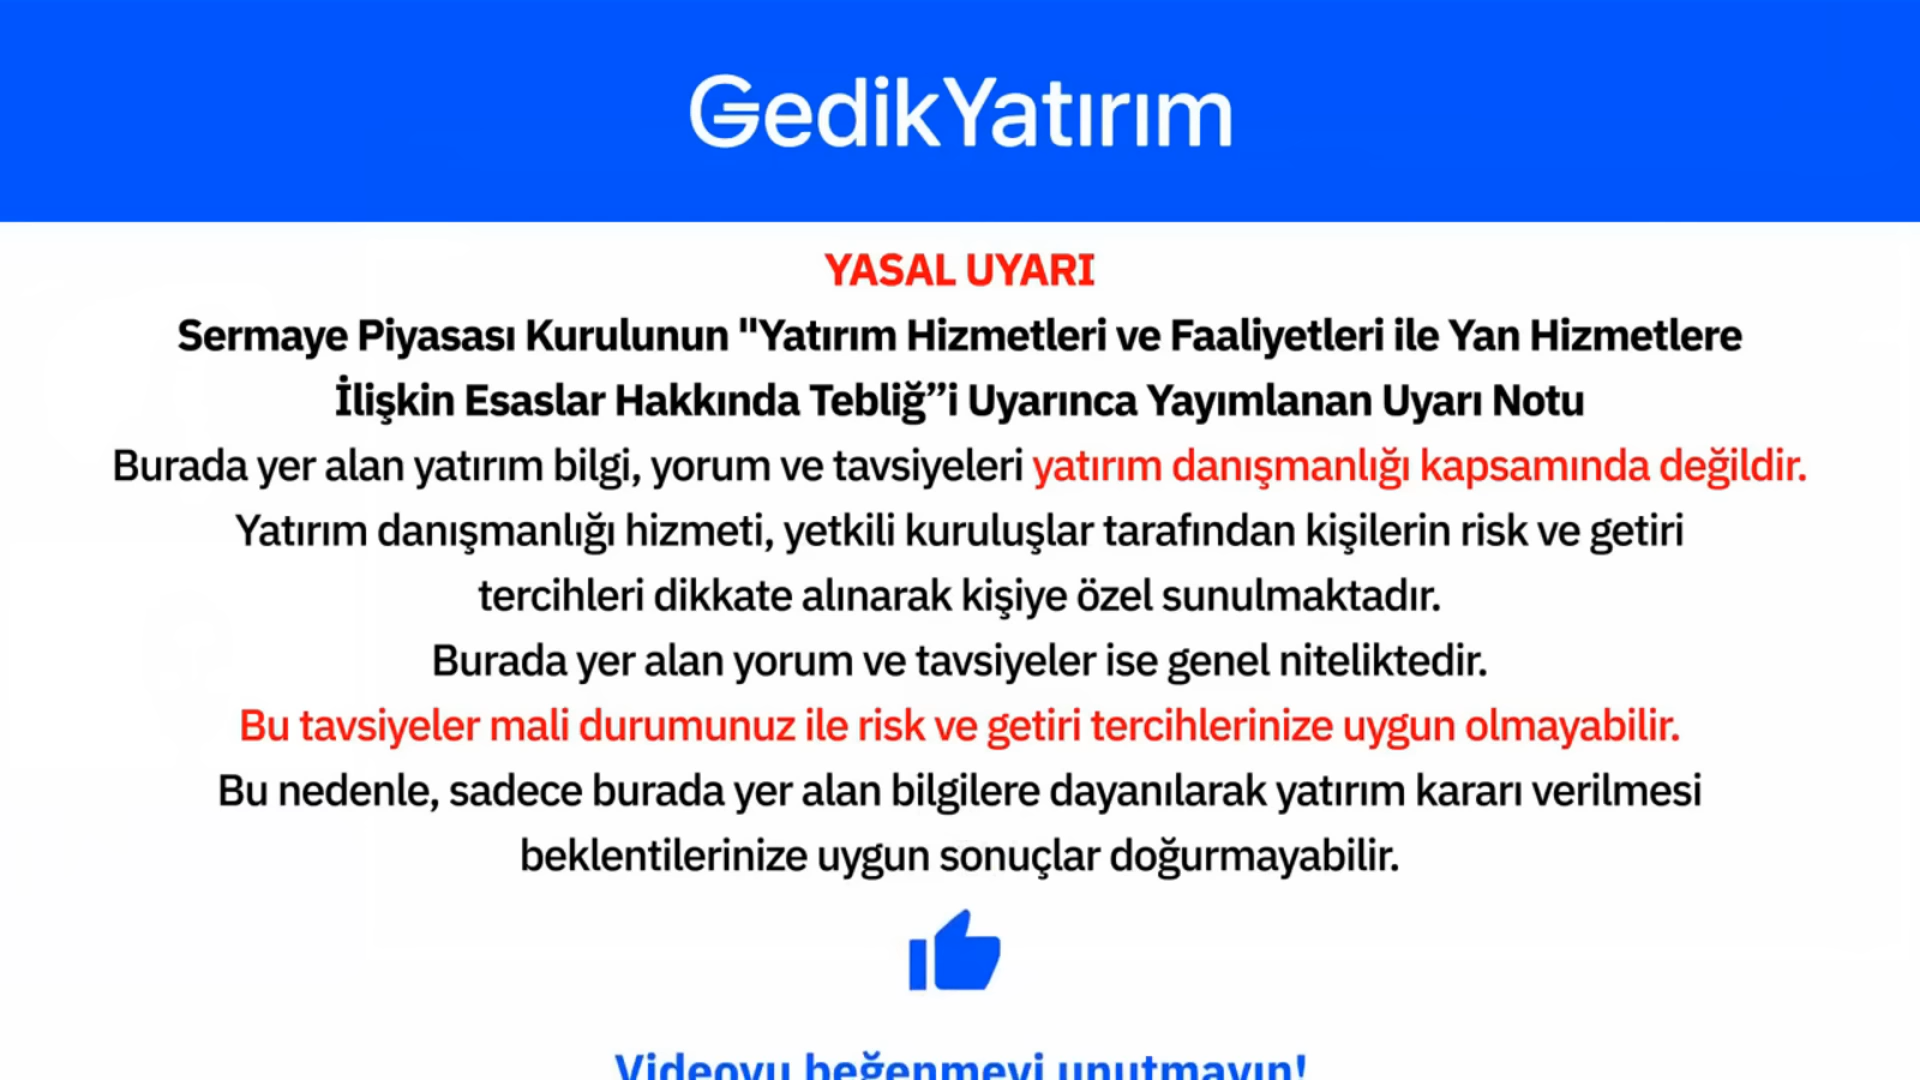 GedikYatırım
YASAL UYARI
Sermaye Piyasası Kurulunun "Yatırım Hizmetleri ve Faaliyetleri ile Yan Hizmetlere
İlişkin Esaslar Hakkında Tebliğ”i Uyarınca Yayımlanan Uyarı Notu
Burada yer alan yatırım bilgi, yorum ve tavsiyeleri yatırım danışmanlığı kapsamında değildir.
Yatırım danışmanlığı hizmeti, yetkili kuruluşlar tarafından kişilerin risk ve getiri
tercihleri dikkate alınarak kişiye özel sunulmaktadır.
Burada yer alan yorum ve tavsiyeler ise genel niteliktedir.
Bu tavsiyeler mali durumunuz ile risk ve getiri tercihlerinize uygun olmayabilir.
Bu nedenle, sadece burada yer alan bilgilere dayanılarak yatırım kararı verilmesi
beklentilerinize uygun sonuçlar doğurmayabilir.
Videoyu beğenmeyi unutmayın!